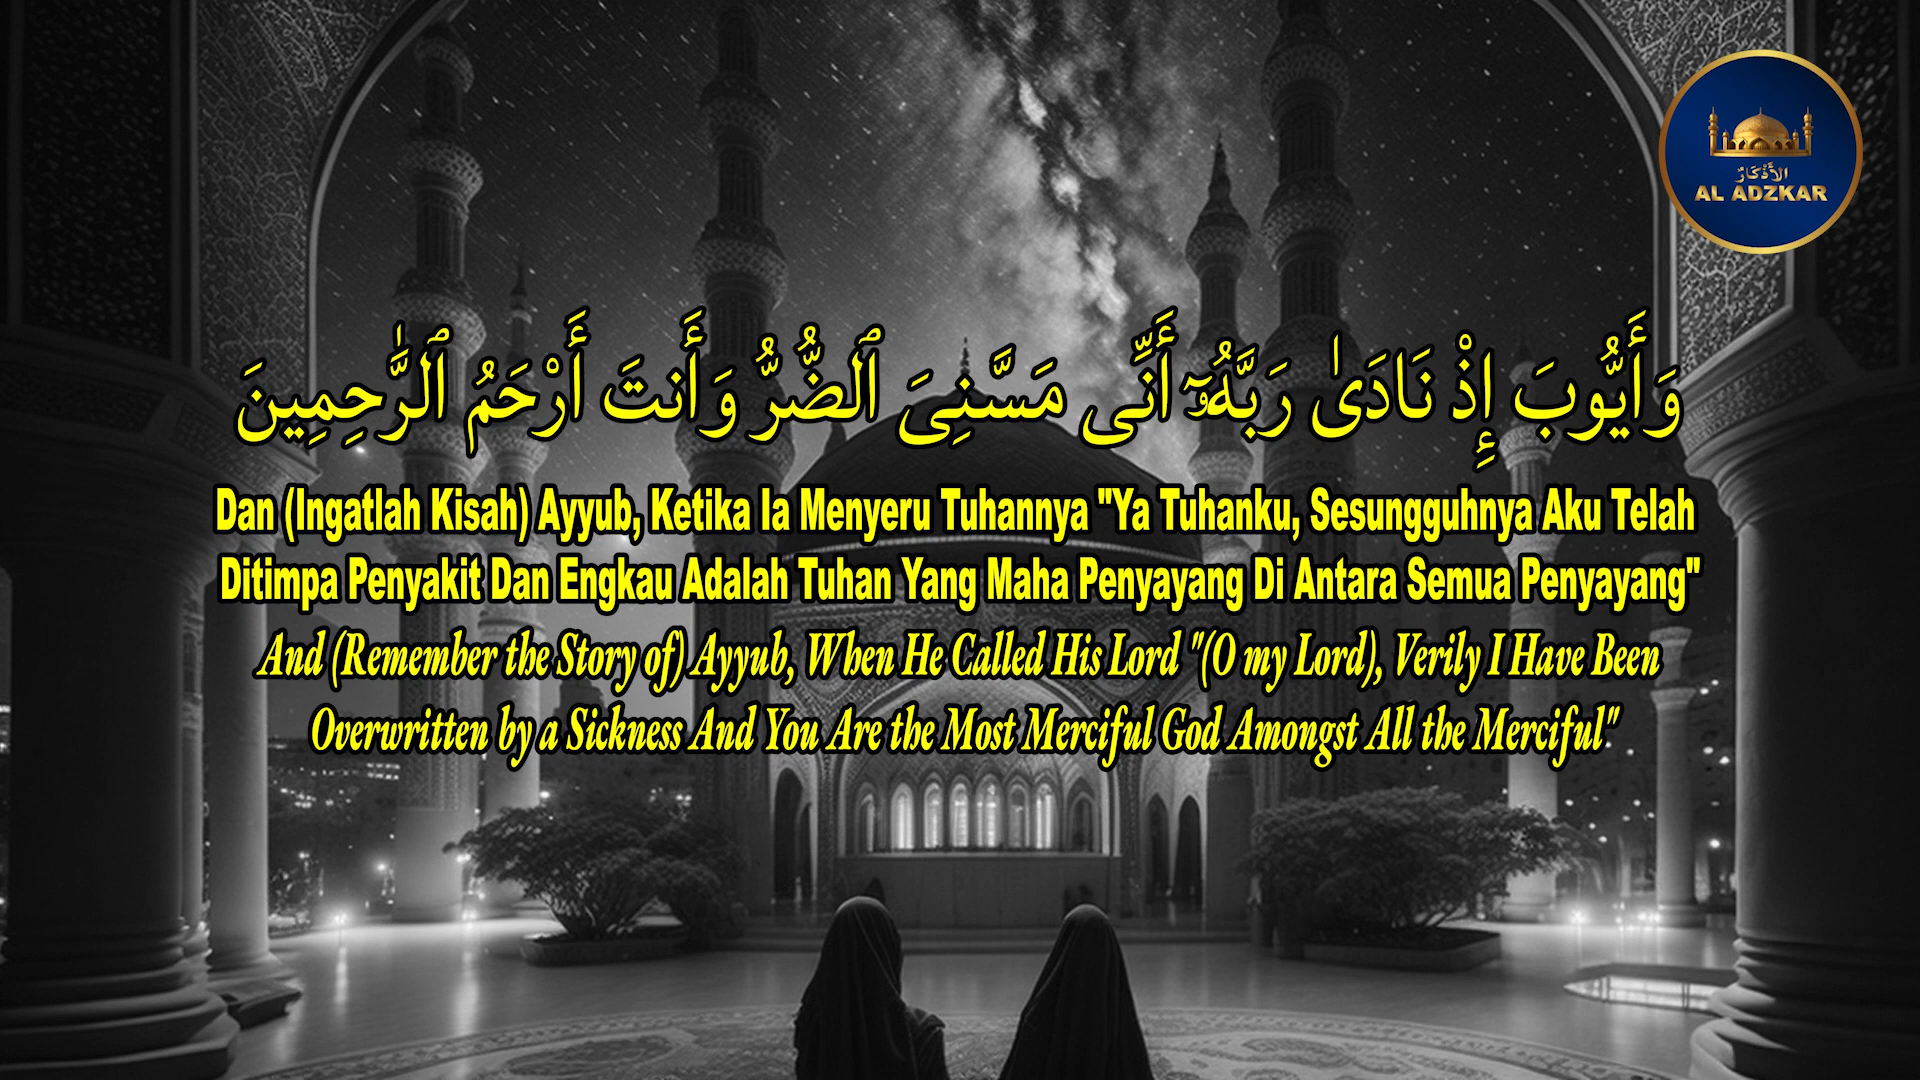 الأذكار
AL ADZKAR
وَأَيُّوبَ إِذْ نَادَىٰ رَبَّهُۥٓ أَنِّى مَسَّنِىَ ٱلضُّرُّ وَأَنتَ أَرْحَمُ ٱلرَّٰحِمِينَ
Dan (Ingatlah Kisah) Ayyub, Ketika Ia Menyeru Tuhannya "Ya Tuhanku, Sesungguhnya Aku Telah
Ditimpa Penyakit Dan Engkau Adalah Tuhan Yang Maha Penyayang Di Antara Semua Penyayang"
And (Remember the Story of) Ayyub, When He Called His Lord "(O my Lord), Verily I Have Been
Overwritten by a Sickness And You Are the Most Merciful God Amongst All the Merciful"